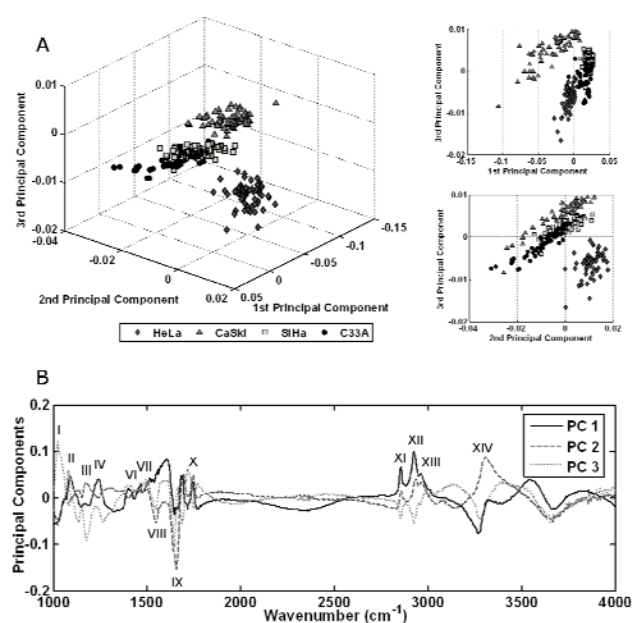 A
0.01
0
-0.01
-0.02
3rd Principal Component
-0.04
-0.02
0
0.02
2nd Principal Component
0.05
0
-0.05
-0.1
-0.15
1st Principal Component
HeLa CaSkI SIHa C33A
0.01
0
-0.01
-0.02
3rd Principal Component
-0.15 -0.1 -0.05 0 0.05
1st Principal Component
0.01
0
-0.01
-0.02
3rd Principal Component
-0.04 -0.02 0 0.02
2nd Principal Component
B
0.2
0.1
0
-0.1
-0.2
Principal Components
I
II
III
IV
VI
VII
VIII
IX
X
XI
XII
XIII
XIV
PC 1
PC 2
PC 3
1000 1500 2000 2500 3000 3500 4000
Wavenumber (cm⁻¹)